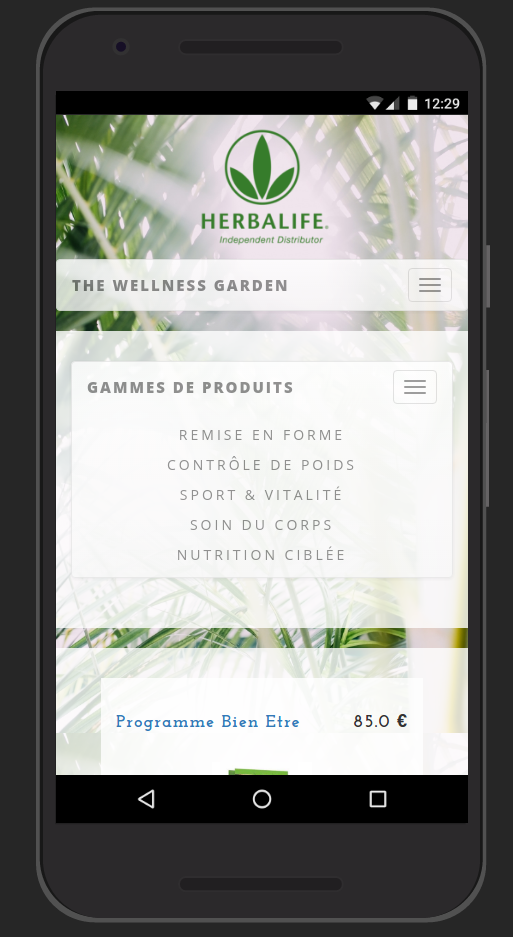 12:29
HERBALIFE.
Independent Distributor
THE WELLNESS GARDEN
GAMMES DE PRODUITS
REMISE EN FORME
CONTRÔLE DE POIDS
SPORT & VITALITÉ
SOIN DU CORPS
NUTRITION CIBLÉE
Programme Bien Etre 85.0 €